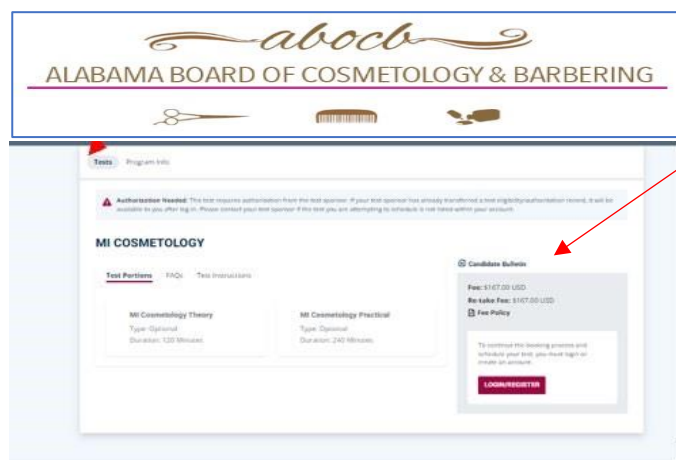 abocb
ALABAMA BOARD OF COSMETOLOGY & BARBERING
Tests Program Info
Authorization Needed: This test requires authorization from the test sponsor. If your test sponsor has already transferred a test eligibility/authorization record, it will be
available to you after log in. Please contact your test sponsor if the test you are attempting to schedule is not listed within your account.
MI COSMETOLOGY
Candidate Bulletin
Test Portions FAQs Test Instructions
Fee: $167.00 USD
Re-take Fee: $167.00 USD
Fee Policy
MI Cosmetology Theory
Type: Optional
Duration: 120 Minutes
MI Cosmetology Practical
Type: Optional
Duration: 240 Minutes
To continue the booking process and
schedule your test, you must login or
create an account.
LOGIN/REGISTER